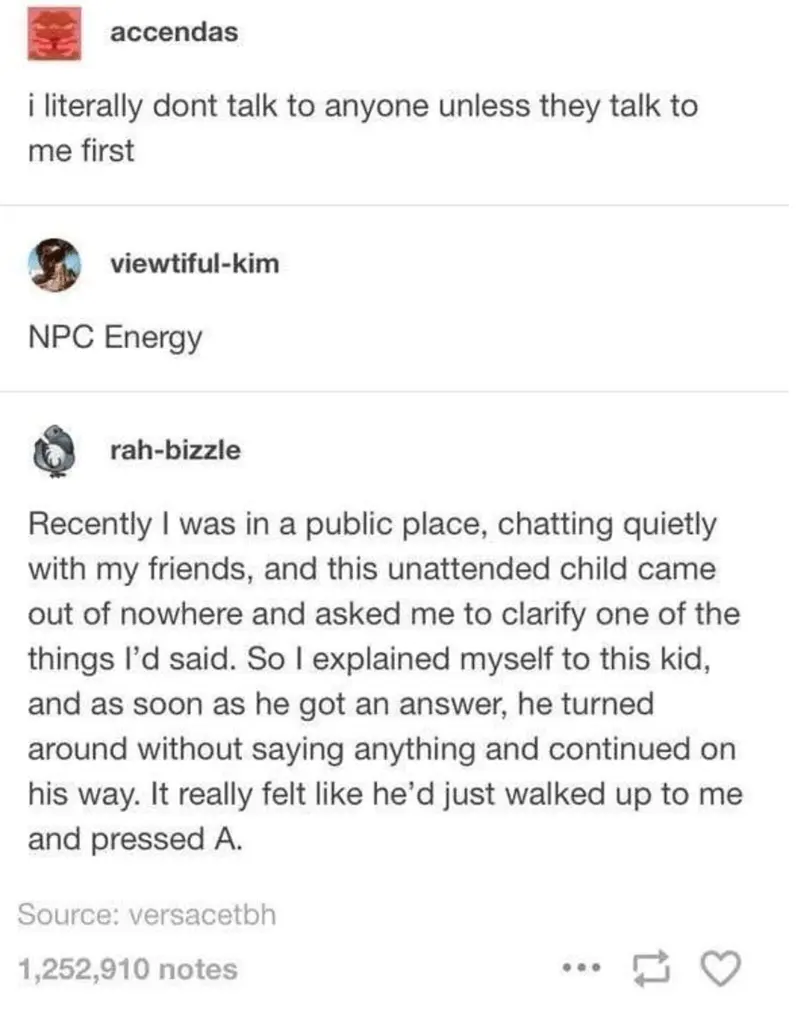 accendas
i literally dont talk to anyone unless they talk to
me first
viewtiful-kim
NPC Energy
rah-bizzle
Recently I was in a public place, chatting quietly
with my friends, and this unattended child came
out of nowhere and asked me to clarify one of the
things I’d said. So I explained myself to this kid,
and as soon as he got an answer, he turned
around without saying anything and continued on
his way. It really felt like he’d just walked up to me
and pressed A.
Source: versacetbh
1,252,910 notes